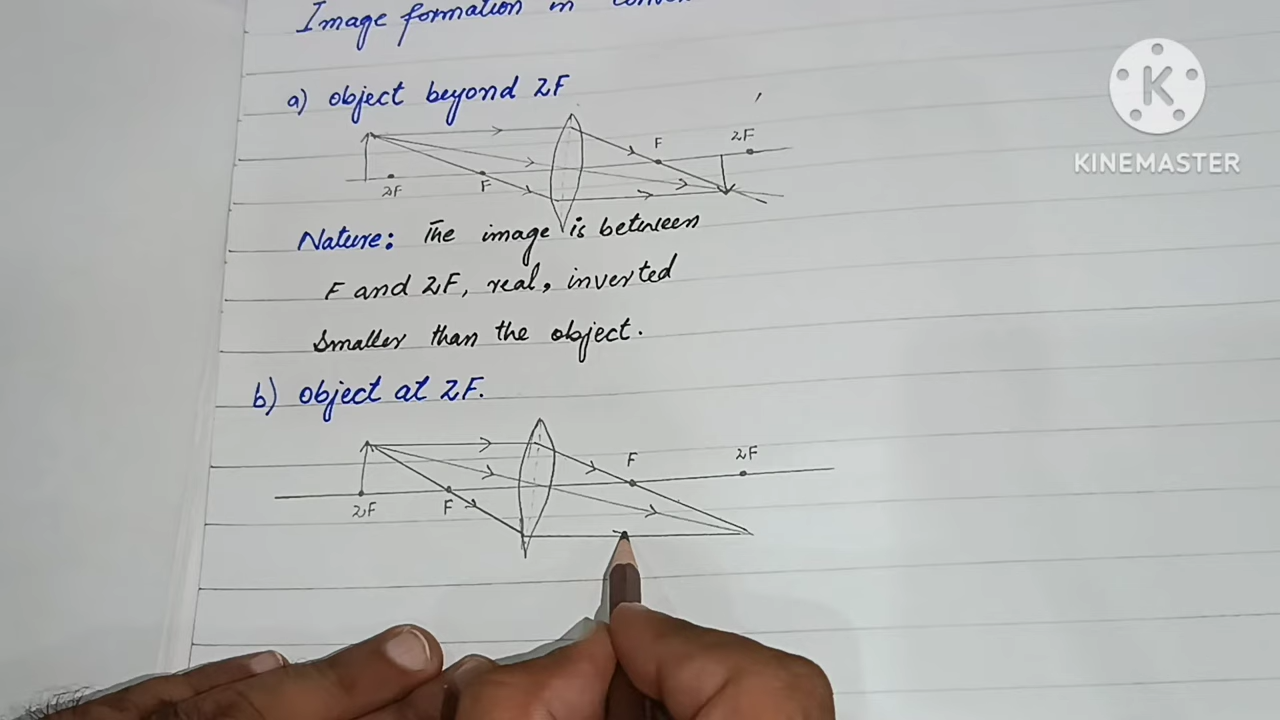 Image formation in
a) object beyond 2F
F
2F
2F
F
Nature: The image is between
F and 2F, real, inverted
Smaller than the object.
b) object at 2F.
F
2F
2F
F
K
KINEMASTER